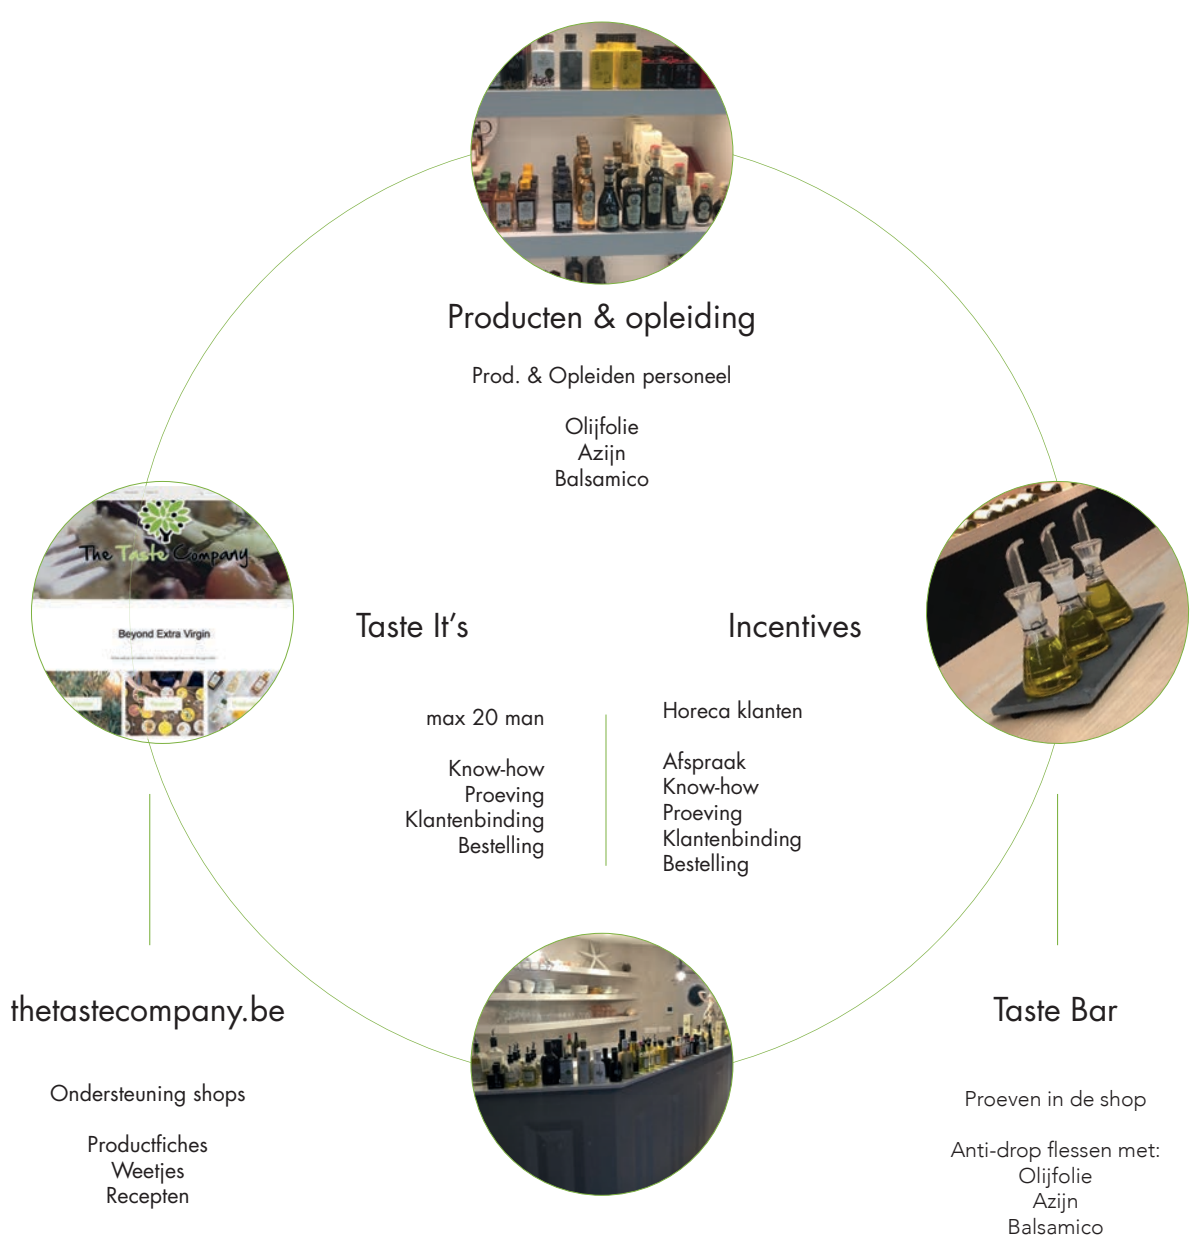 Producten & opleiding
Prod. & Opleiden personeel
Olijfolie
Azijn
Balsamico
The Taste Company
Beyond Extra Virgin
Taste It's
max 20 man
Know-how
Proeving
Klantenbinding
Bestelling
Incentives
Horeca klanten
Afspraak
Know-how
Proeving
Klantenbinding
Bestelling
thetastecompany.be
Ondersteuning shops
Productfiches
Weetjes
Recepten
Taste Bar
Proeven in de shop
Anti-drop flessen met:
Olijfolie
Azijn
Balsamico